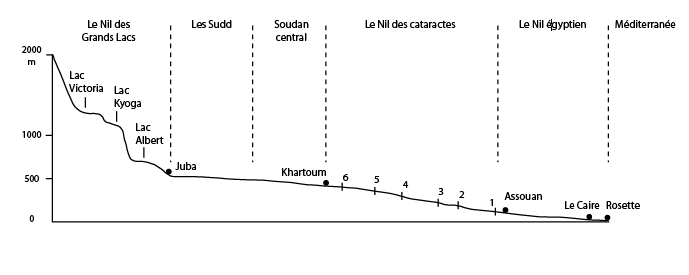 Le Nil des
Grands Lacs
Les Sudd
Soudan
central
Le Nil des cataractes
Le Nil égyptien
Méditerranée
2000
m
Lac
Victoria
Lac
Kyoga
Lac
Albert
1000
Juba
Khartoum
500
6
5
4
3
2
1
Assouan
Le Caire
Rosette
0